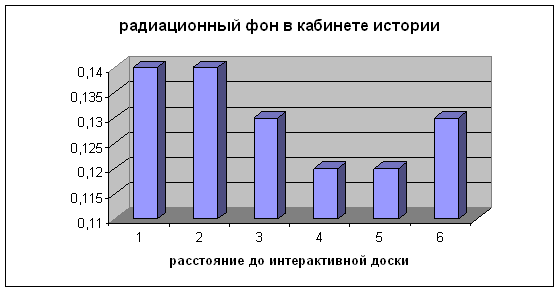 радиационный фон в кабинете истории
0,14
0,135
0,13
0,125
0,12
0,115
0,11
1 2 3 4 5 6
расстояние до интерактивной доски